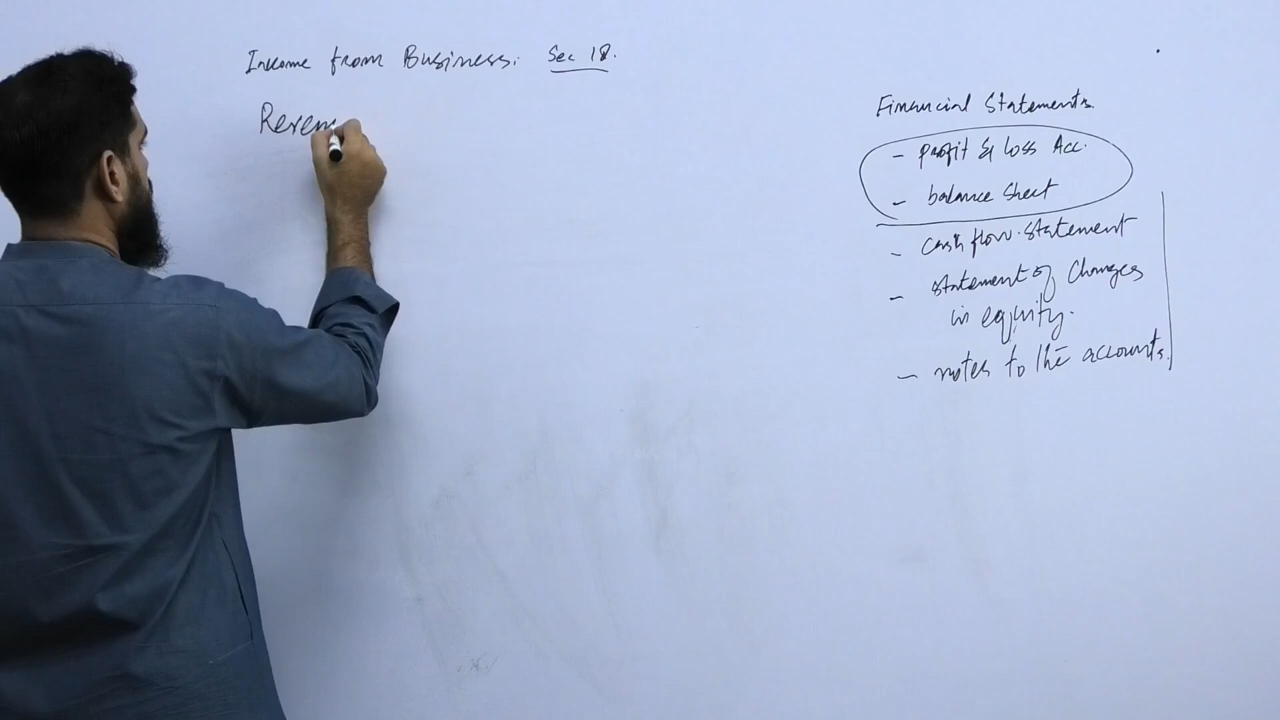 Income from Business. Sec 18.
Reven
Financial Statements.
- profit & loss Acc.
- balance Sheet
- cash flow statement
- statement of Changes
in equity.
- notes to the accounts.